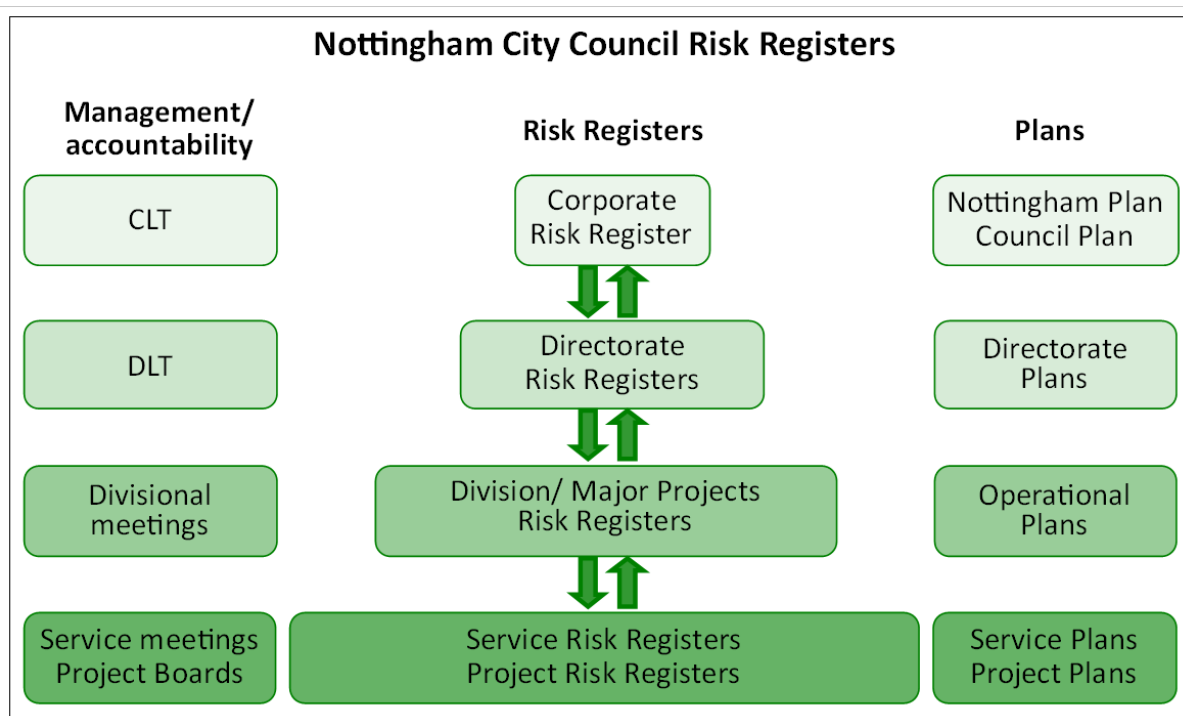 Nottingham City Council Risk Registers
Management/
accountability
Risk Registers
Plans
CLT
Corporate
Risk Register
Nottingham Plan
Council Plan
DLT
Directorate
Risk Registers
Directorate
Plans
Divisional
meetings
Division/ Major Projects
Risk Registers
Operational
Plans
Service meetings
Project Boards
Service Risk Registers
Project Risk Registers
Service Plans
Project Plans